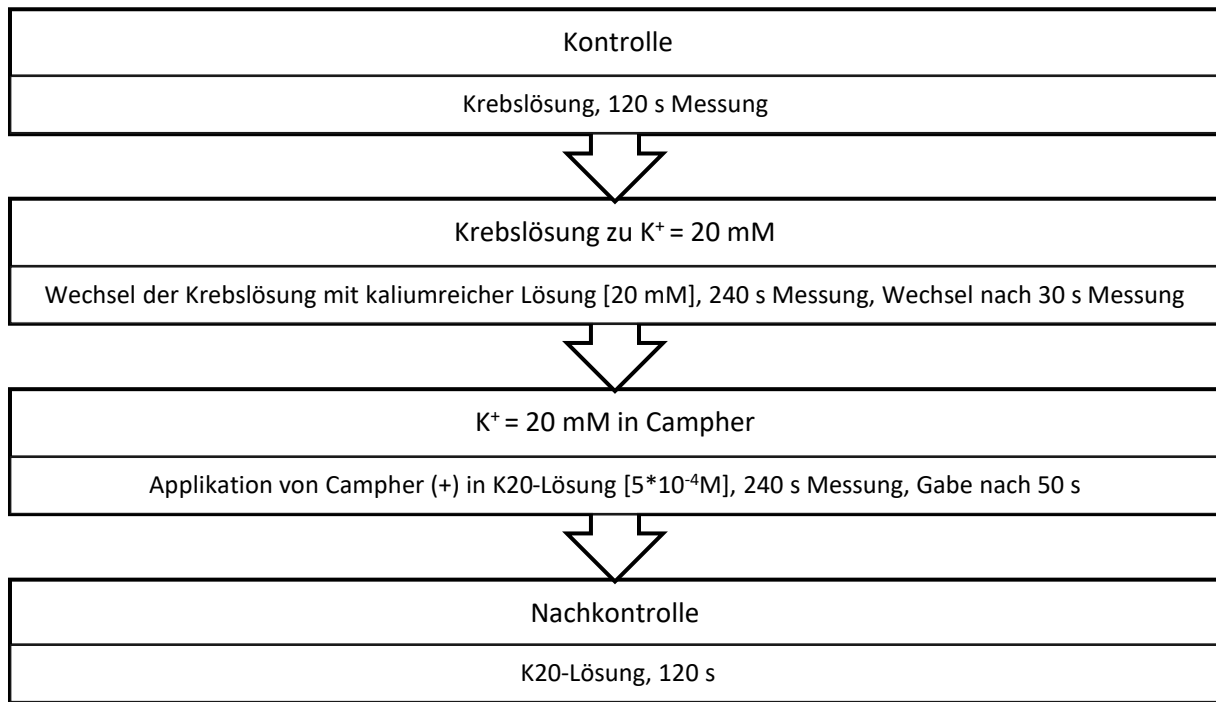 Kontrolle
Krebslösung, 120 s Messung
Krebslösung zu K⁺ = 20 mM
Wechsel der Krebslösung mit kaliumreicher Lösung [20 mM], 240 s Messung, Wechsel nach 30 s Messung
K⁺ = 20 mM in Campher
Applikation von Campher (+) in K20-Lösung [5*10⁻⁴M], 240 s Messung, Gabe nach 50 s
Nachkontrolle
K20-Lösung, 120 s